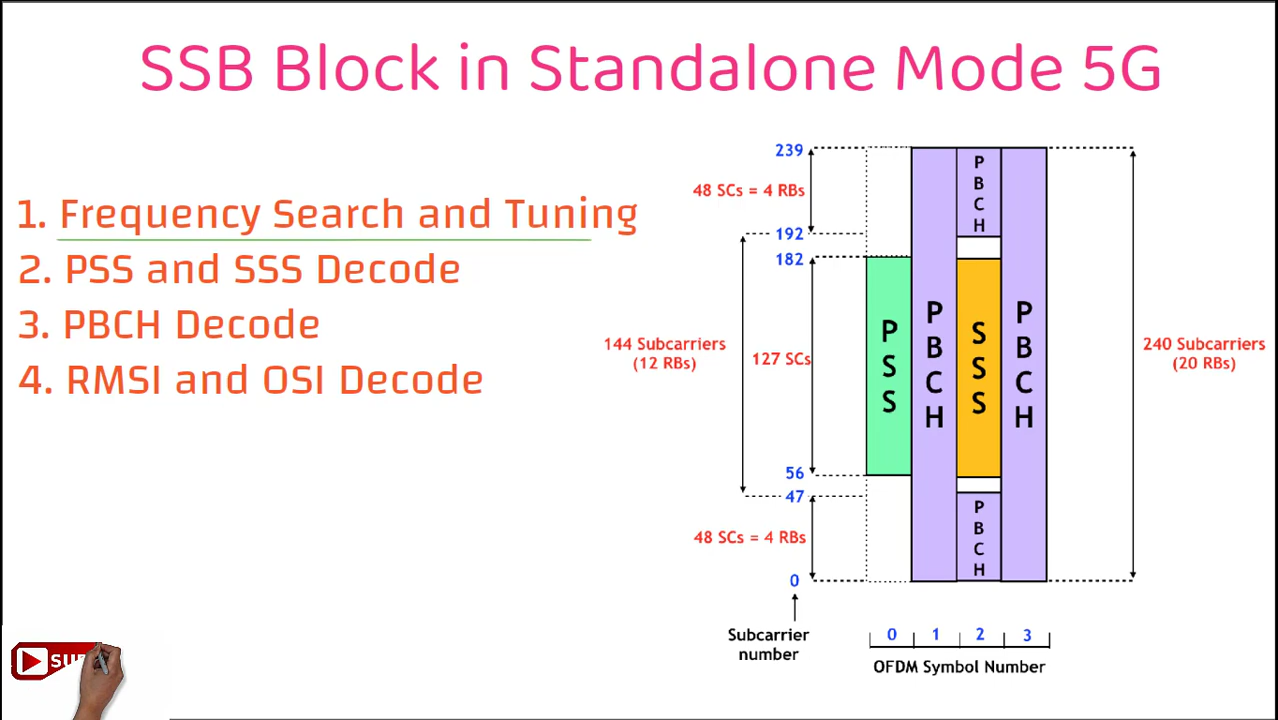 SSB Block in Standalone Mode 5G
1. Frequency Search and Tuning
2. PSS and SSS Decode
3. PBCH Decode
4. RMSI and OSI Decode
239
48 SCs = 4 RBs
192
182
144 Subcarriers
(12 RBs)
127 SCs
56
47
48 SCs = 4 RBs
0
Subcarrier
number
PSS
PBCH
PBCH
SSS
PBCH
PBCH
240 Subcarriers
(20 RBs)
0 1 2 3
OFDM Symbol Number